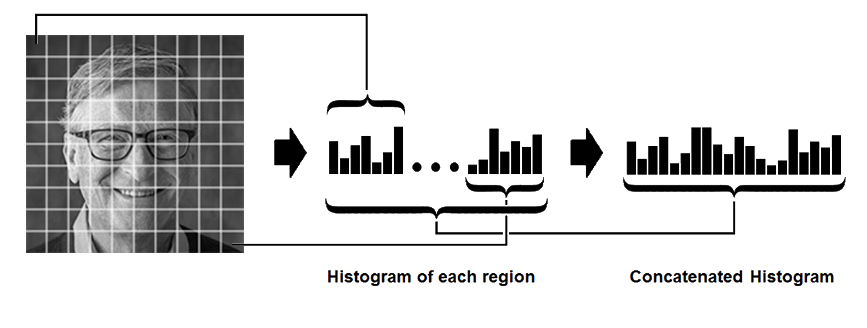 Histogram of each region
Concatenated Histogram